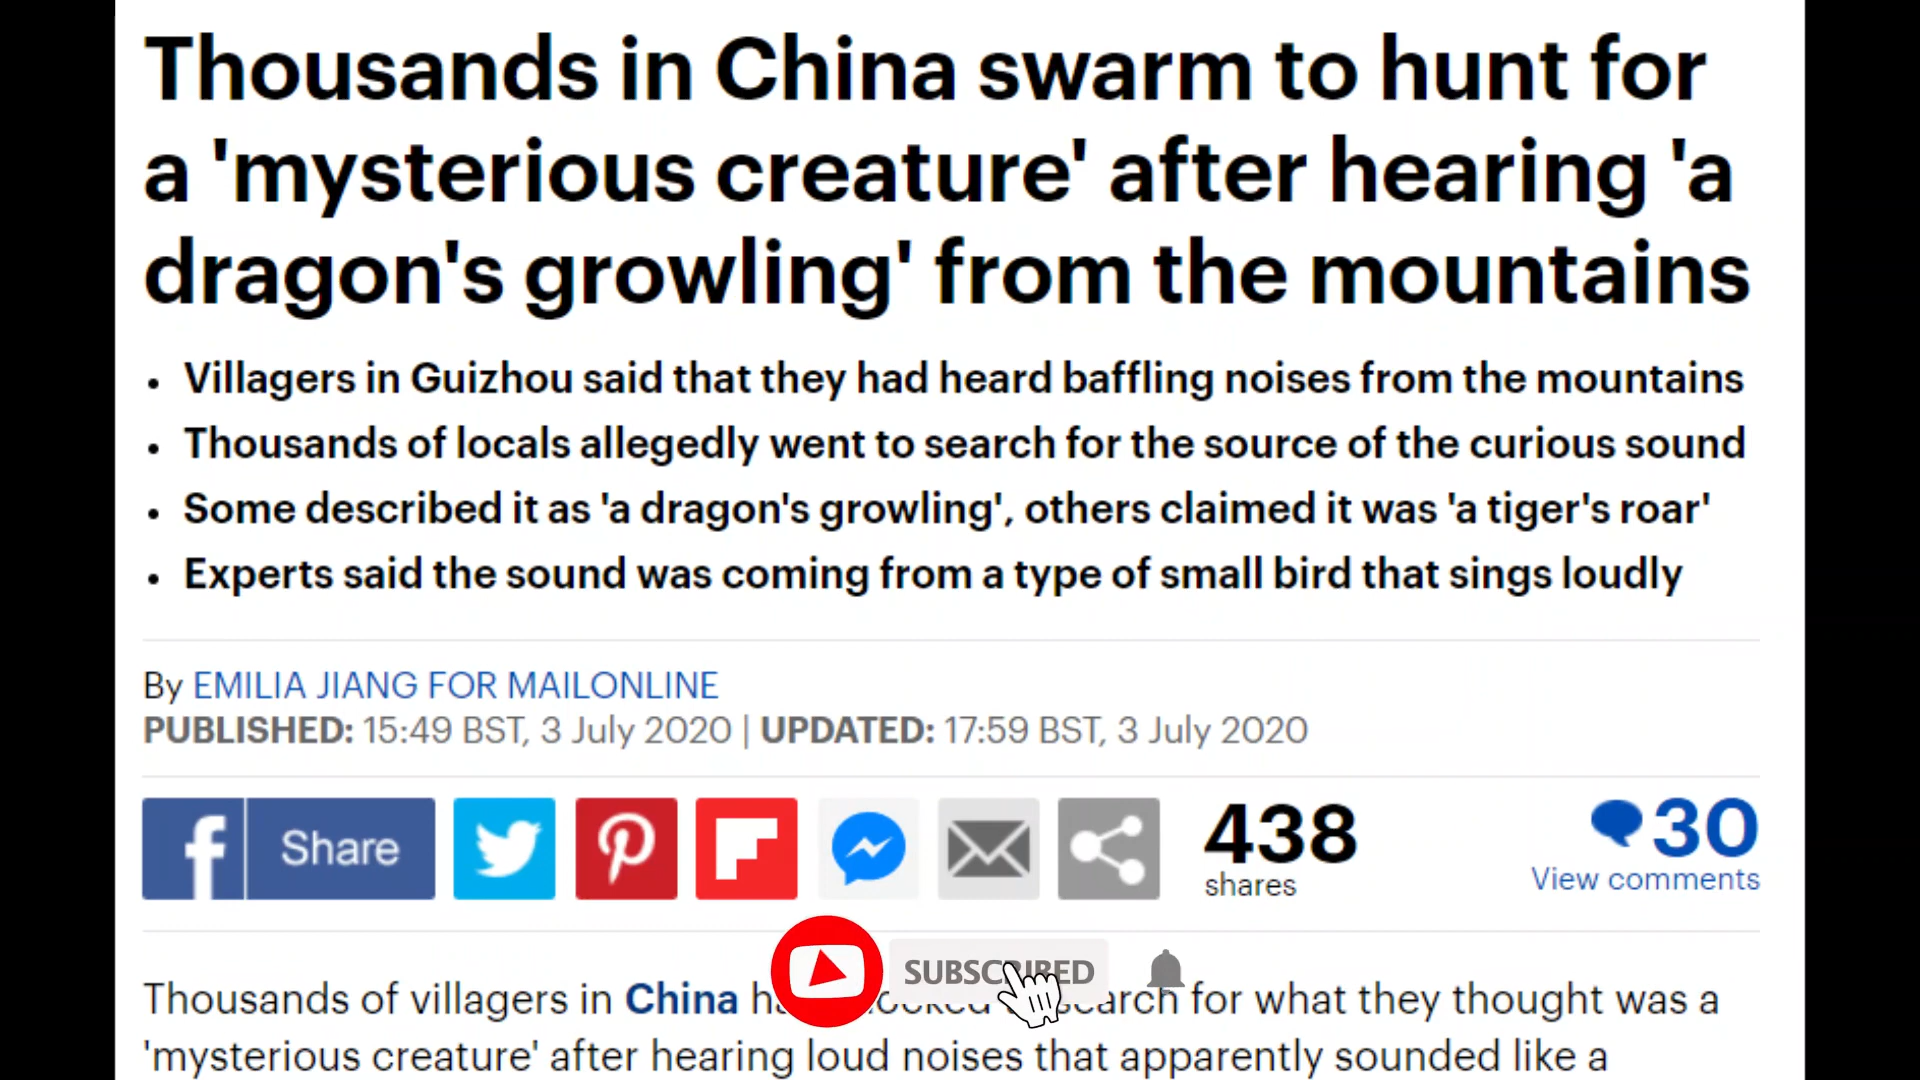 Thousands in China swarm to hunt for
a 'mysterious creature' after hearing 'a
dragon's growling' from the mountains
• Villagers in Guizhou said that they had heard baffling noises from the mountains
• Thousands of locals allegedly went to search for the source of the curious sound
• Some described it as 'a dragon's growling', others claimed it was 'a tiger's roar'
• Experts said the sound was coming from a type of small bird that sings loudly
By EMILIA JIANG FOR MAILONLINE
PUBLISHED: 15:49 BST, 3 July 2020 | UPDATED: 17:59 BST, 3 July 2020
Share
438
shares
30
View comments
SUBSCRIBED
Thousands of villagers in China for what they thought was a
'mysterious creature' after hearing loud noises that apparently sounded like a